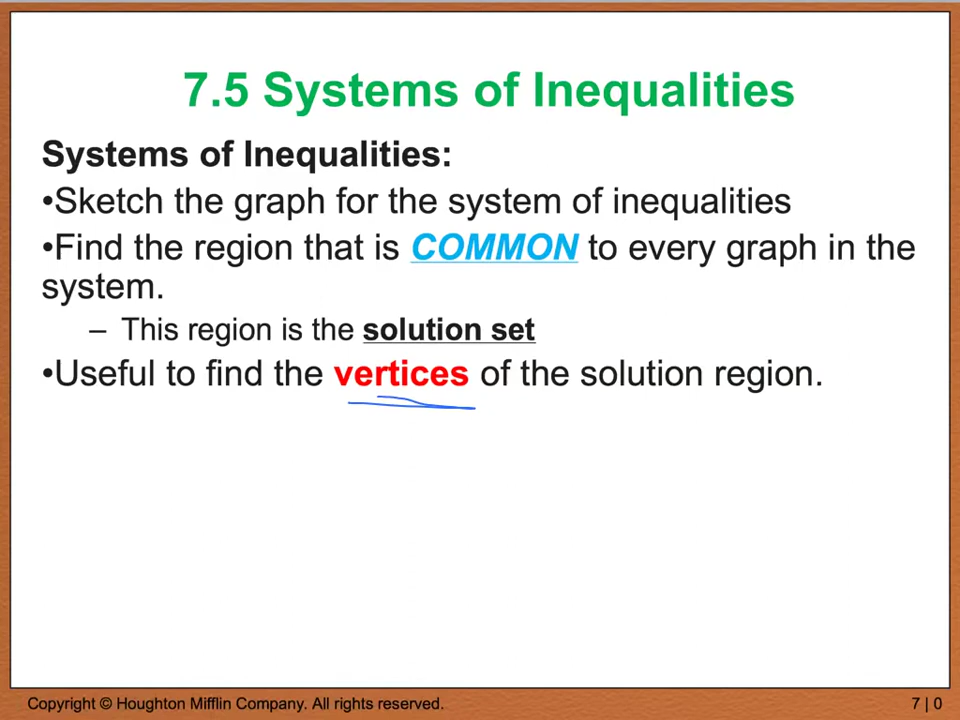 7.5 Systems of Inequalities
Systems of Inequalities:
•Sketch the graph for the system of inequalities
•Find the region that is COMMON to every graph in the
system.
– This region is the solution set
•Useful to find the vertices of the solution region.
Copyright © Houghton Mifflin Company. All rights reserved.
7 | 0